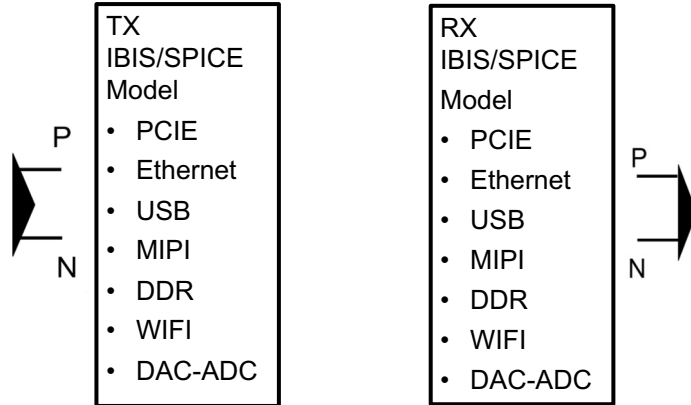 TX
IBIS/SPICE
Model
• PCIE
• Ethernet
• USB
• MIPI
• DDR
• WIFI
• DAC-ADC
P
N
RX
IBIS/SPICE
Model
• PCIE
• Ethernet
• USB
• MIPI
• DDR
• WIFI
• DAC-ADC
P
N